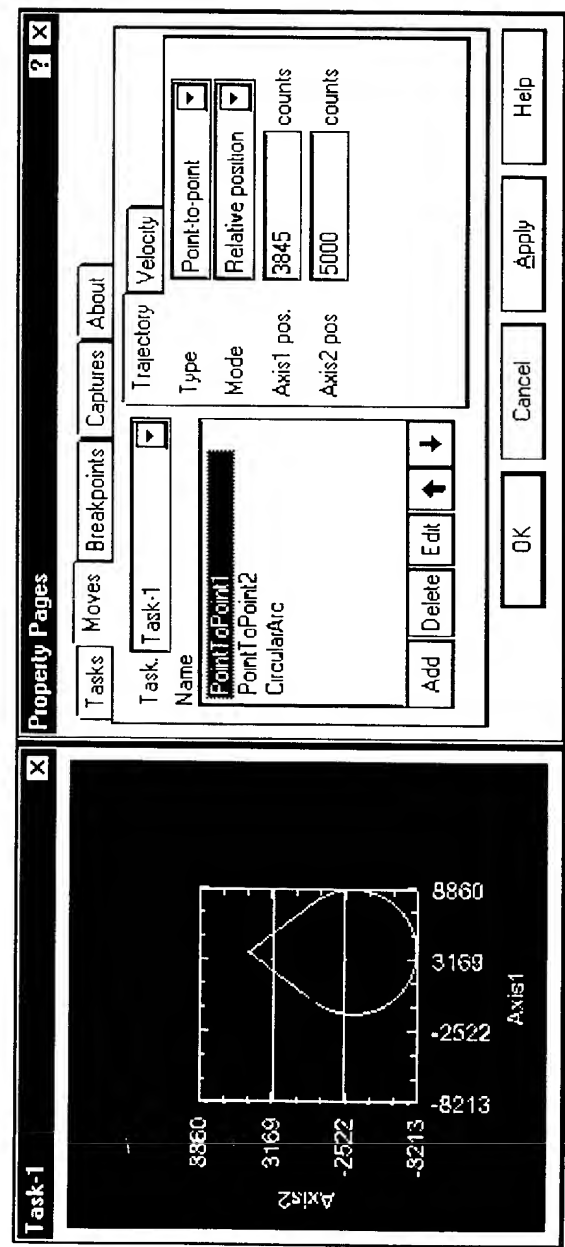 Task-1
8860
3169
-2522
-8213
Axis2
-8213
-2522
3169
8860
Axis1
Property Pages
Tasks Moves Breakpoints Captures About
Task. Task-1
Name
PointToPoint1
PointToPoint2
CircularArc
Add Delete Edit
Trajectory Velocity
Type Point-to-point
Mode Relative position
Axis1 pos. 3845 counts
Axis2 pos 5000 counts
OK Cancel Apply Help